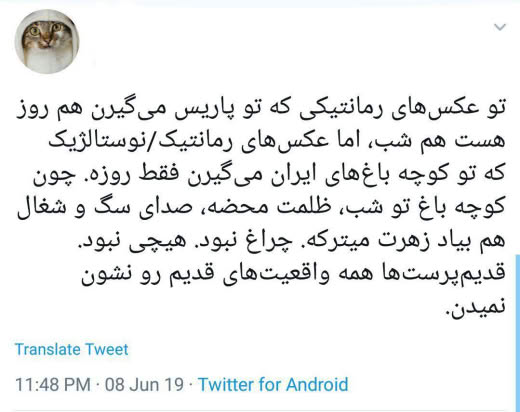 تو عکس‌های رمانتیکی که تو پاریس می‌گیرن هم روز
هست هم شب، اما عکس‌های رمانتیک/نوستالژیک
که تو کوچه باغ‌های ایران می‌گیرن فقط روزه. چون
کوچه باغ تو شب، ظلمت محضه، صدای سگ و شغال
هم بیاد زهرت میترکه. چراغ نبود. هیچی نبود.
قدیم‌پرست‌ها همه واقعیت‌های قدیم رو نشون
نمیدن.
Translate Tweet
11:48 PM · 08 Jun 19 · Twitter for Android